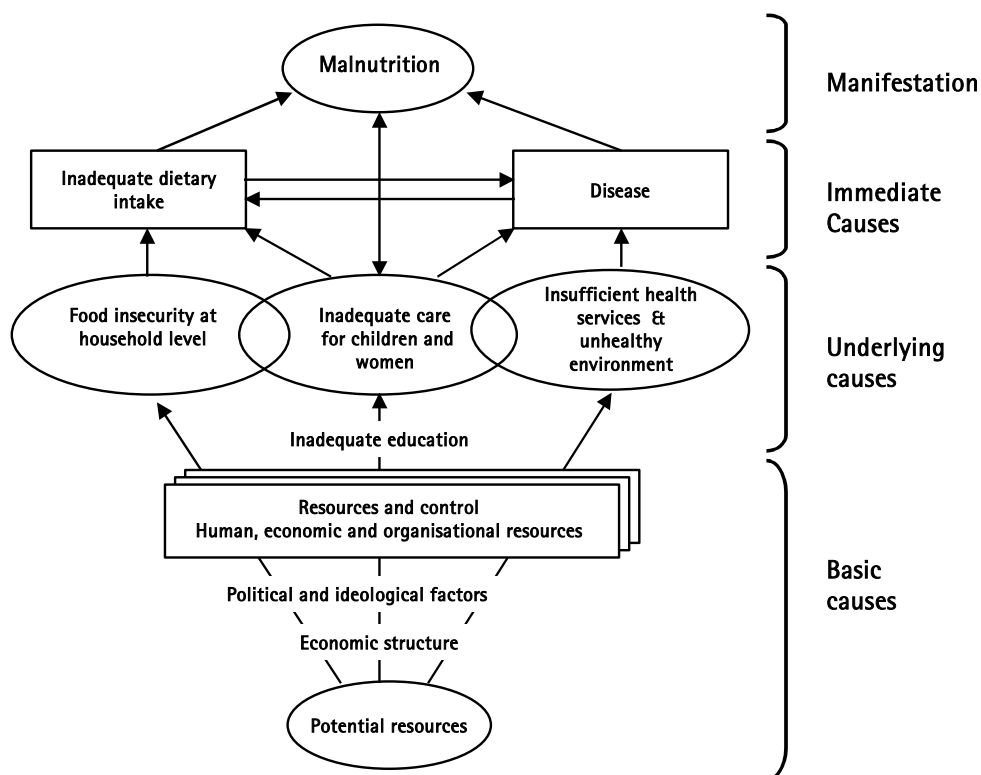 Malnutrition
Manifestation
Inadequate dietary
intake
Disease
Immediate
Causes
Food insecurity at
household level
Inadequate care
for children and
women
Insufficient health
services & 
unhealthy
environment
Underlying
causes
Inadequate education
Resources and control
Human, economic and organisational resources
Political and ideological factors
Economic structure
Potential resources
Basic
causes